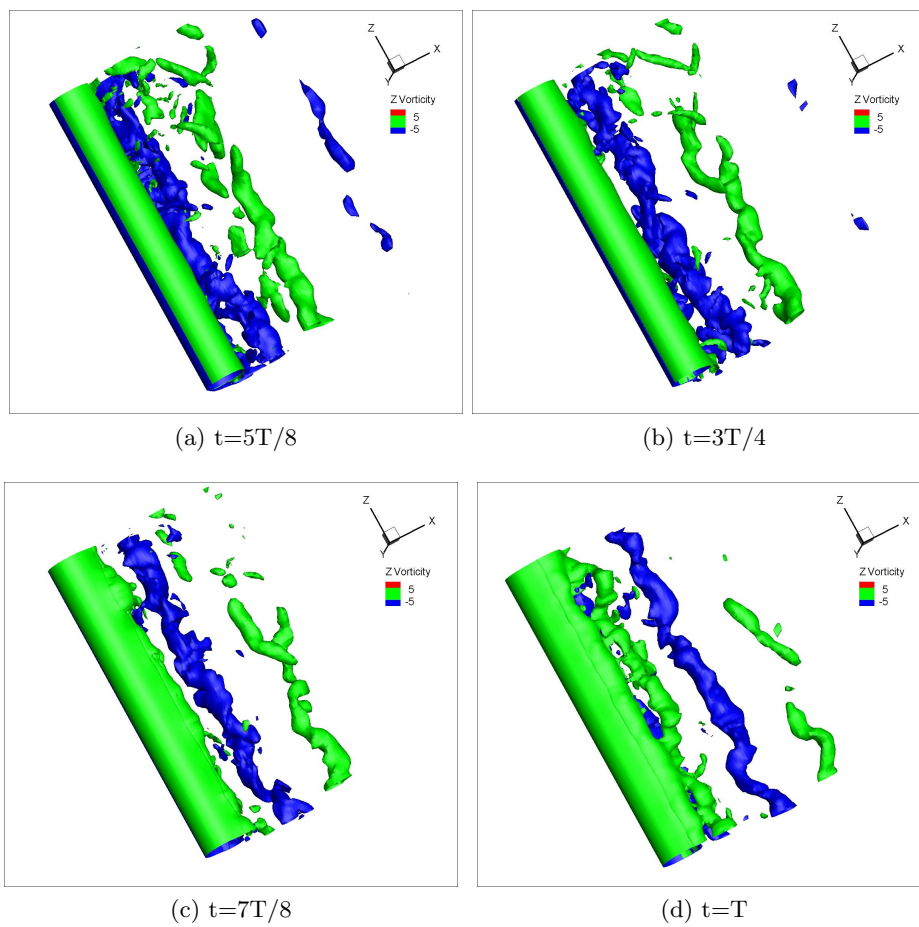 Z
X
Y
Z Vorticity
5
-5
Z
X
Y
Z Vorticity
5
-5
(a) t=5T/8
(b) t=3T/4
Z
X
Y
Z Vorticity
5
-5
Z
X
Y
Z Vorticity
5
-5
(c) t=7T/8
(d) t=T